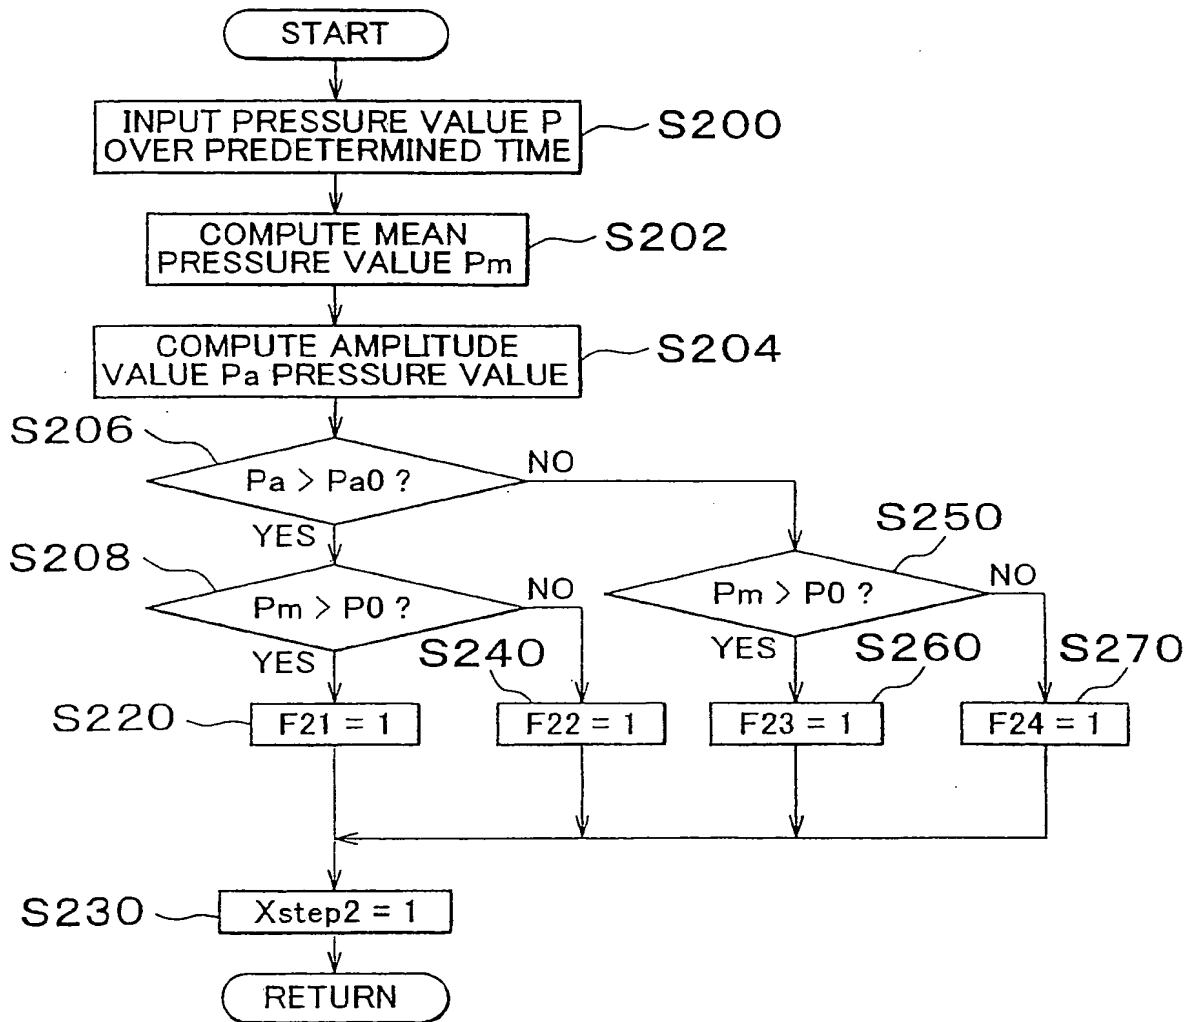 START
INPUT PRESSURE VALUE P
OVER PREDETERMINED TIME
S200
COMPUTE MEAN
PRESSURE VALUE Pm
S202
COMPUTE AMPLITUDE
VALUE Pa PRESSURE VALUE
S204
S206
Pa > Pa0 ?
NO
YES
S208
Pm > P0 ?
NO
YES
S250
Pm > P0 ?
NO
YES
S220
F21 = 1
S240
F22 = 1
S260
F23 = 1
S270
F24 = 1
S230
Xstep2 = 1
RETURN